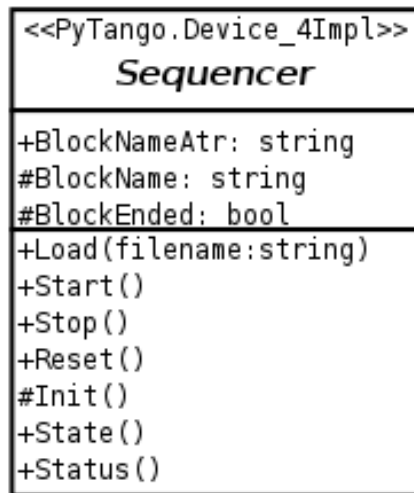 <<PyTango.Device_4Impl>>
Sequencer
+BlockNameAtr: string
#BlockName: string
#BlockEnded: bool
+Load(filename:string)
+Start()
+Stop()
+Reset()
#Init()
+State()
+Status()